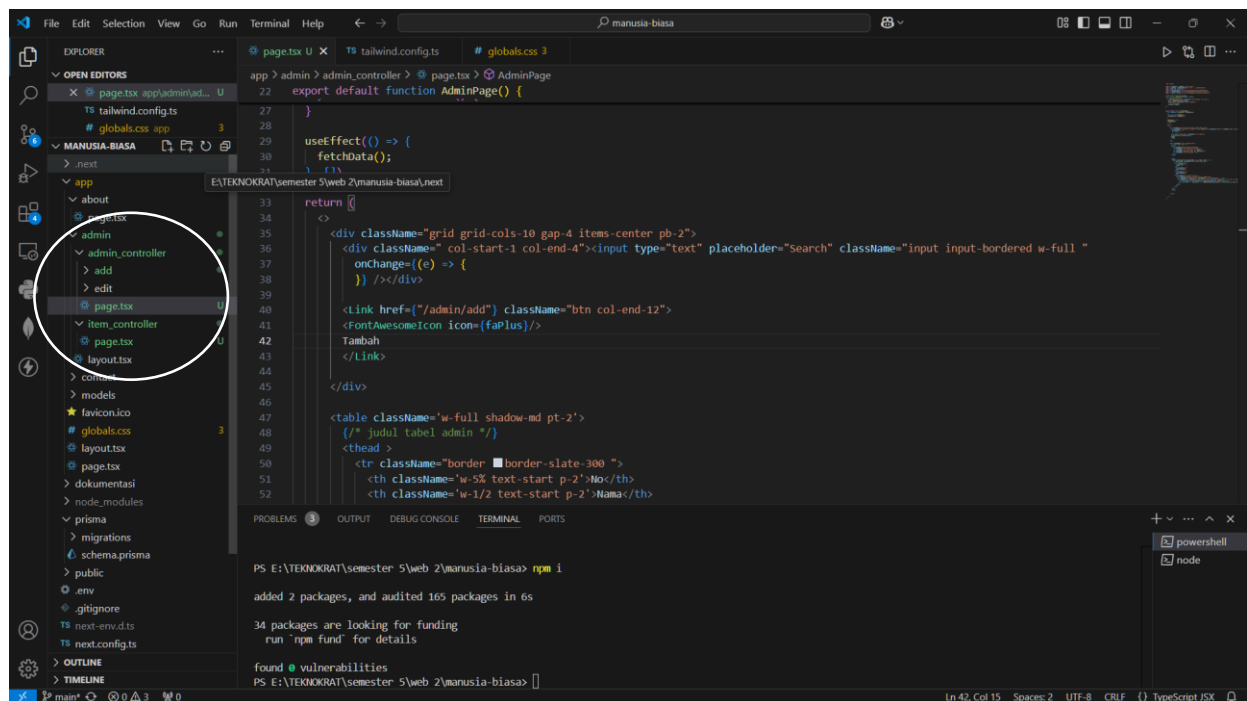 File Edit Selection View Go Run Terminal Help manusia-biasa
EXPLORER
OPEN EDITORS
page.tsx app\admin\ad... U
TS tailwind.config.ts
# globals.css app 3
MANUSIA-BIASA
.next
app
about
page.tsx
admin
admin_controller
add
edit
page.tsx U
item_controller
page.tsx U
layout.tsx
contact
models
favicon.ico
# globals.css 3
layout.tsx
page.tsx
dokumentasi
node_modules
prisma
migrations
schema.prisma
public
.env
.gitignore
TS next-env.d.ts
TS next.config.ts
OUTLINE
TIMELINE
6
4
E:\TEKNOKRAT\semester 5\web 2\manusia-biasa\.next
page.tsx U TS tailwind.config.ts # globals.css 3
app > admin > admin_controller > page.tsx > AdminPage
22 export default function AdminPage() {
27 }
28
29 useEffect(() => {
30 fetchData();
31 }, [])
33 return (
34 <>
35 <div className="grid grid-cols-10 gap-4 items-center pb-2">
36 <div className=" col-start-1 col-end-4"><input type="text" placeholder="Search" className="input input-bordered w-full "
37 onChange={(e) => {
38 }} /></div>
39
40 <Link href={"/admin/add"} className="btn col-end-12">
41 <FontAwesomeIcon icon={faPlus}/>
42 Tambah
43 </Link>
44
45 </div>
46
47 <table className='w-full shadow-md pt-2'>
48 {/* judul tabel admin */}
49 <thead >
50 <tr className="border border-slate-300 ">
51 <th className='w-5% text-start p-2'>No</th>
52 <th className='w-1/2 text-start p-2'>Nama</th>
PROBLEMS 3 OUTPUT DEBUG CONSOLE TERMINAL PORTS
powershell
node
PS E:\TEKNOKRAT\semester 5\web 2\manusia-biasa> npm i
added 2 packages, and audited 165 packages in 6s
34 packages are looking for funding
run `npm fund` for details
found 0 vulnerabilities
PS E:\TEKNOKRAT\semester 5\web 2\manusia-biasa>
main* 0 3 0 Ln 42, Col 15 Spaces: 2 UTF-8 CRLF {} TypeScript JSX